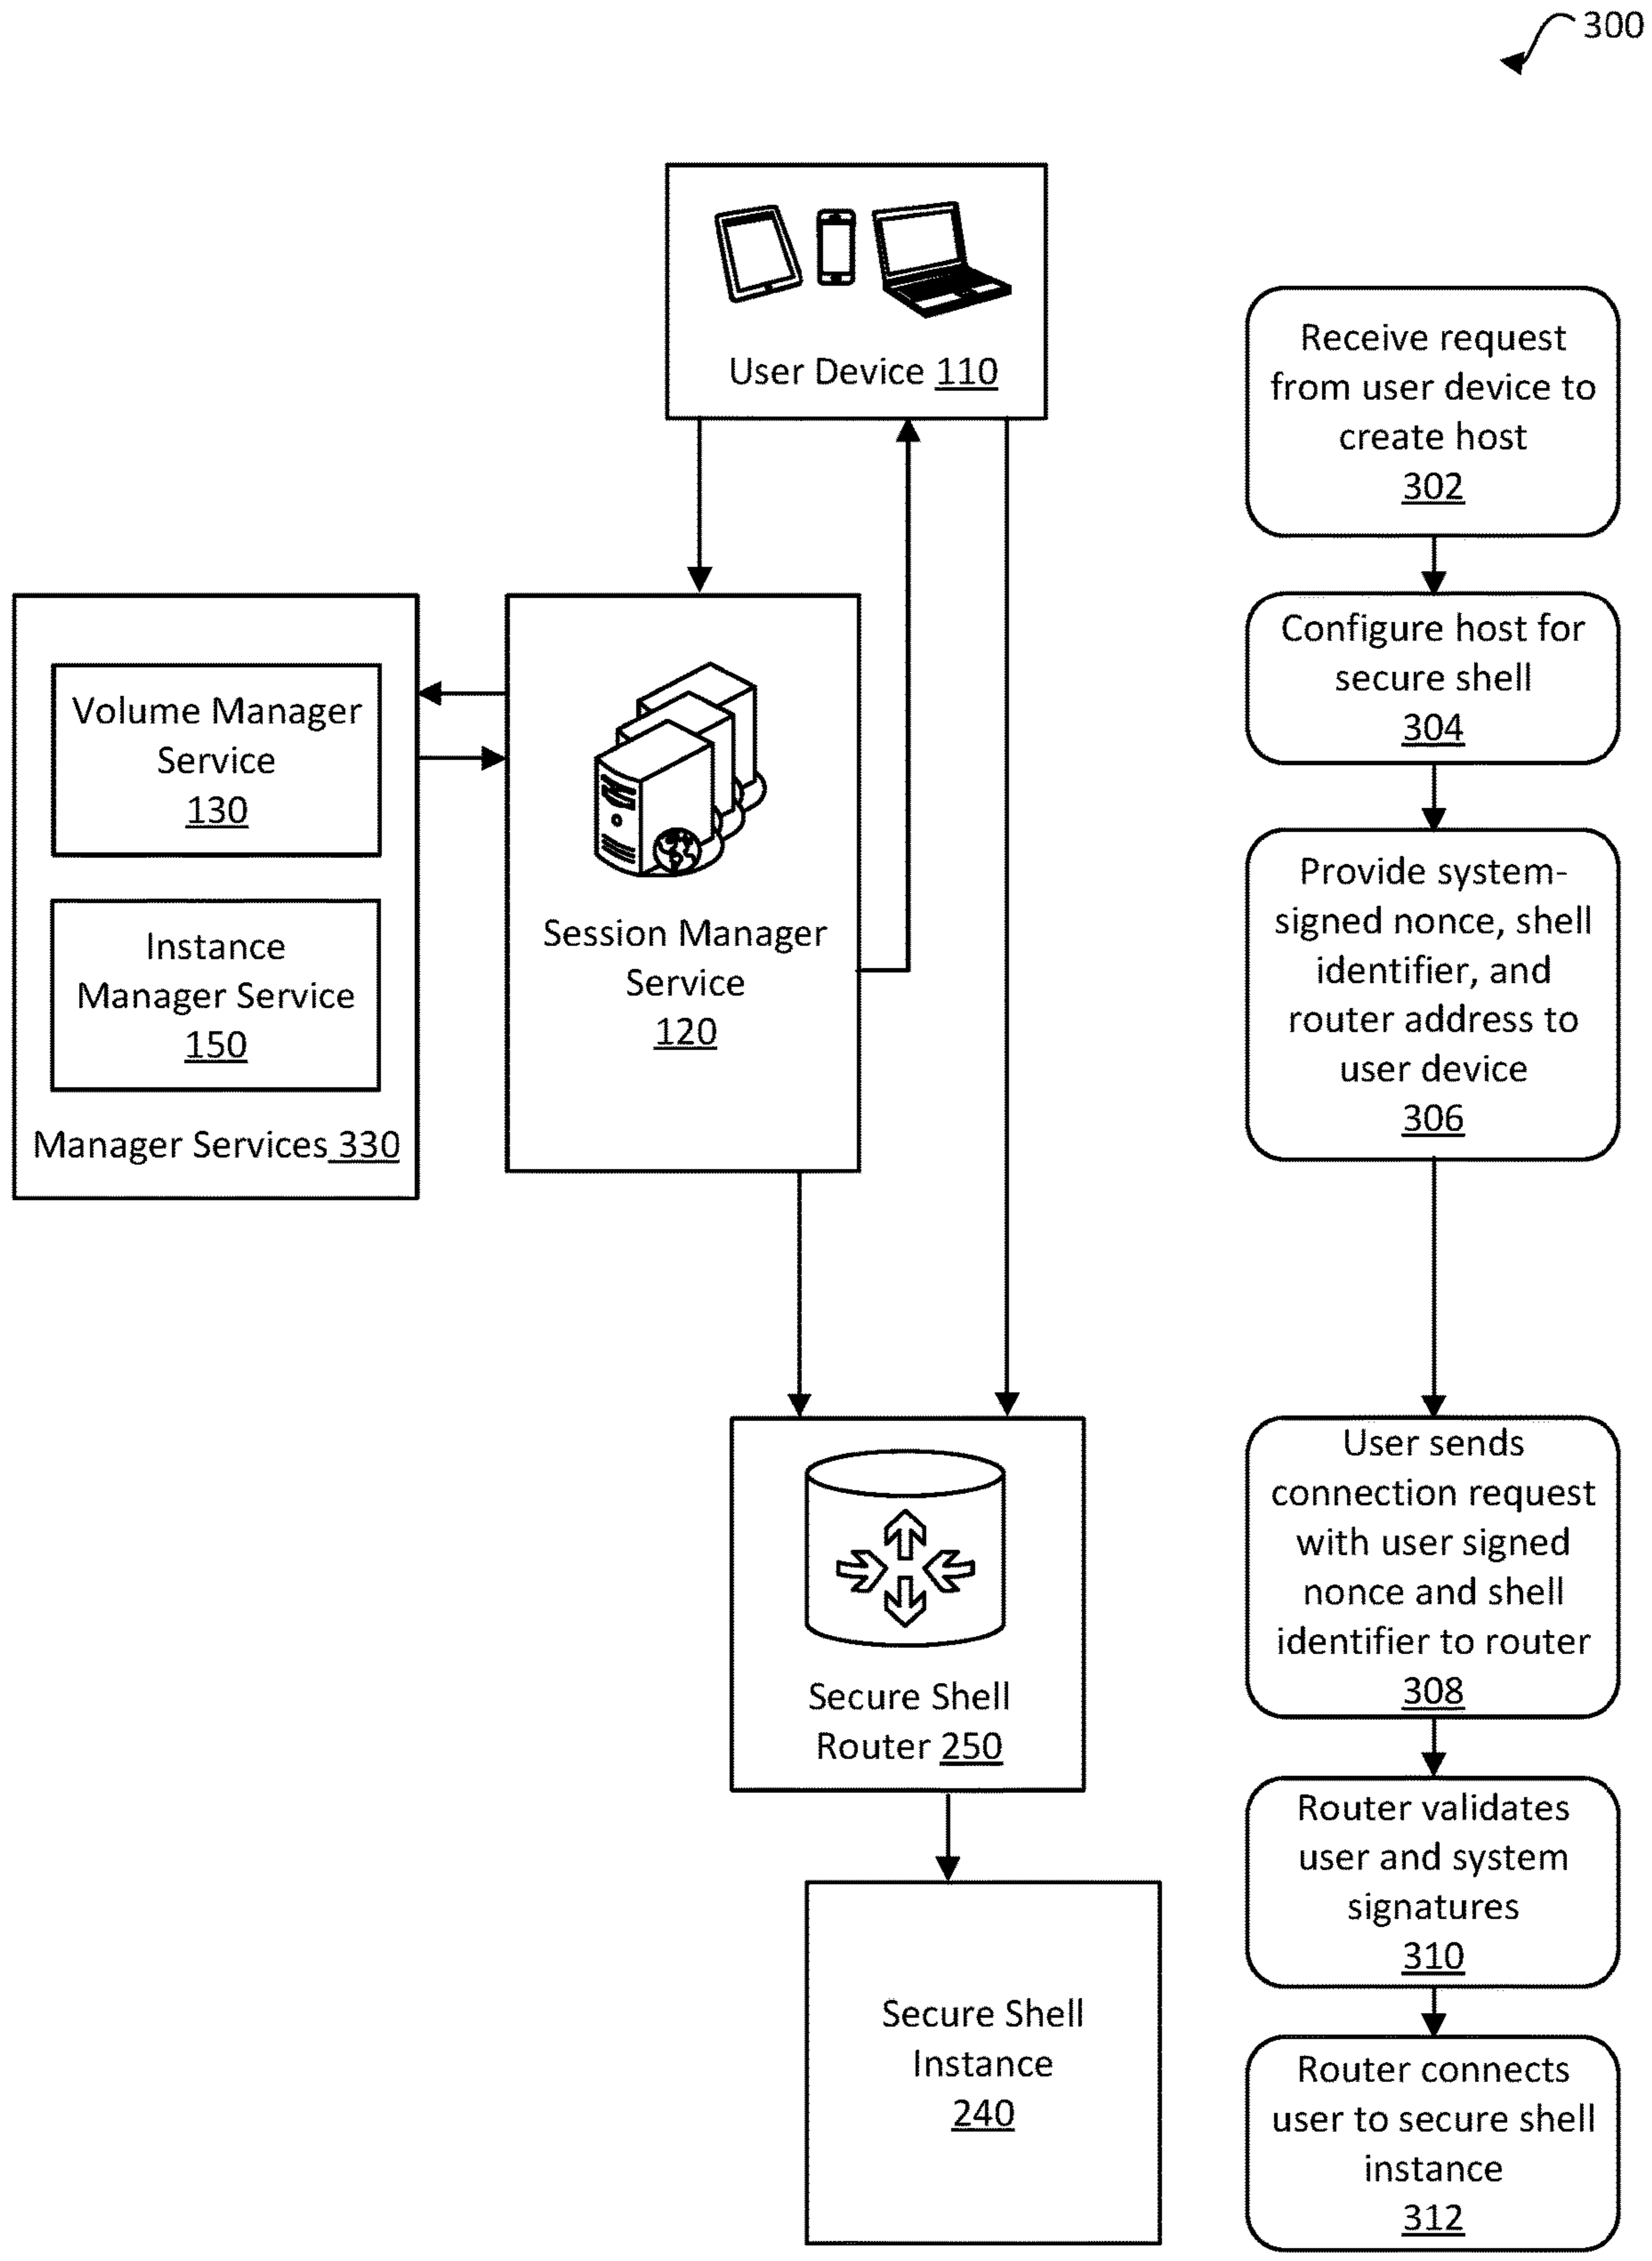 300
User Device 110
Volume Manager
Service
130
Instance
Manager Service
150
Manager Services 330
Session Manager
Service
120
Secure Shell
Router 250
Secure Shell
Instance
240
Receive request
from user device to
create host
302
Configure host for
secure shell
304
Provide system-
signed nonce, shell
identifier, and
router address to
user device
306
User sends
connection request
with user signed
nonce and shell
identifier to router
308
Router validates
user and system
signatures
310
Router connects
user to secure shell
instance
312